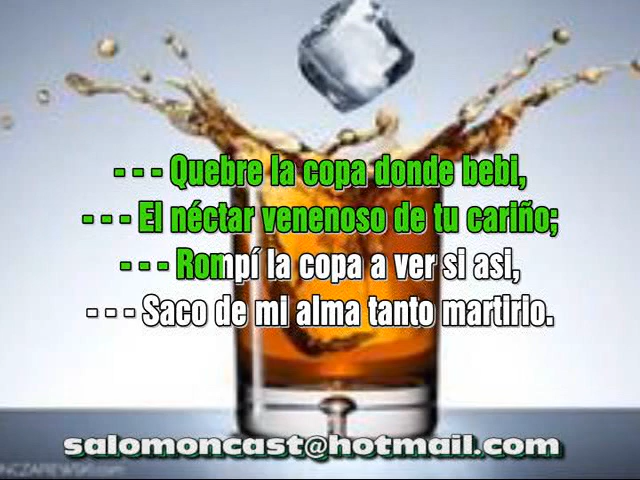 - - - Quebre la copa donde bebi,
- - - El néctar venenoso de tu cariño;
- - - Rompí la copa a ver si asi,
- - - Saco de mi alma tanto martirio.
salomoncast@hotmail.com